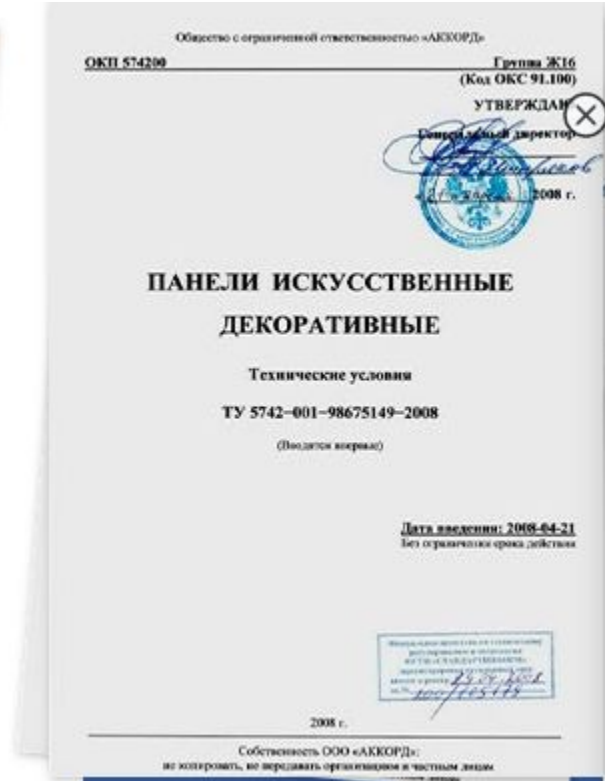 Общество с ограниченной ответственностью «АККОРД»
ОКП 574200
Группа Ж16
(Код ОКС 91.100)
УТВЕРЖДАЮ
Генеральный директор
2008 г.
ПАНЕЛИ ИСКУССТВЕННЫЕ
ДЕКОРАТИВНЫЕ
Технические условия
ТУ 5742-001-98675149-2008
(Вводятся впервые)
Дата введения: 2008-04-21
Без ограничения срока действия
2008 г.
Собственность ООО «АККОРД»:
не копировать, не передавать организациям и частным лицам